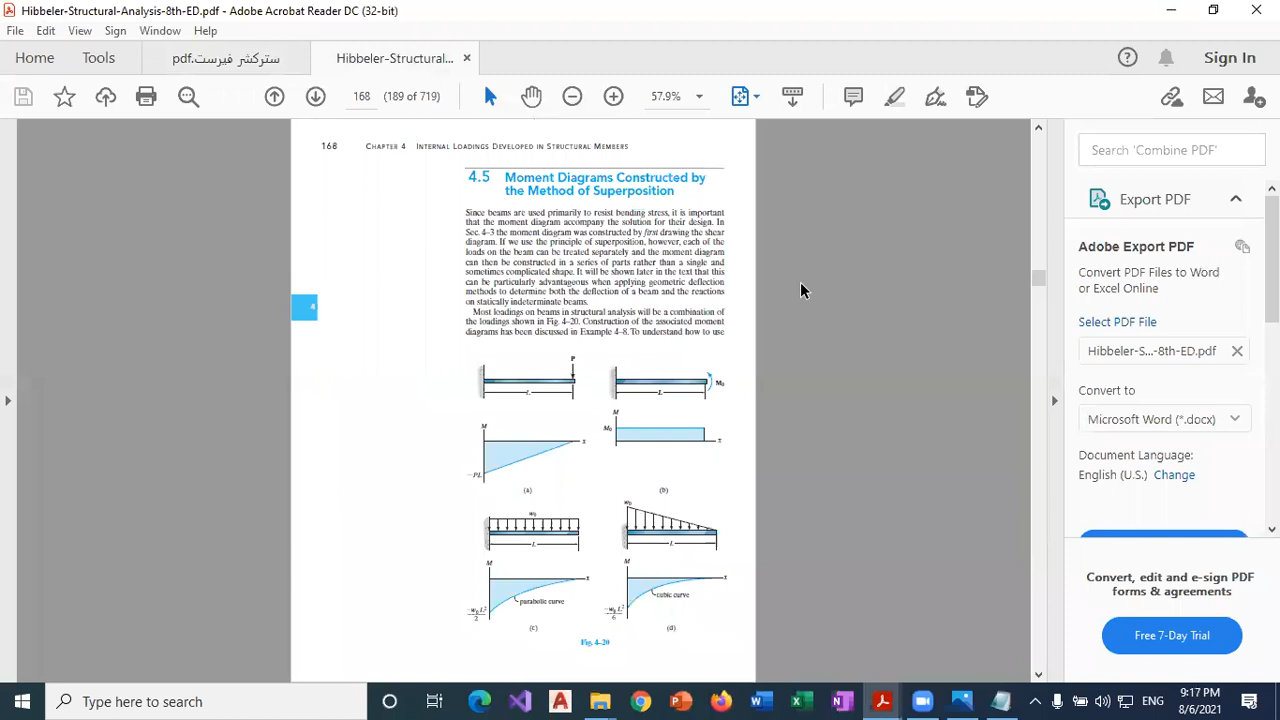 Hibbeler-Structural-Analysis-8th-ED.pdf - Adobe Acrobat Reader DC (32-bit)
File Edit View Sign Window Help
Home Tools ستركشر فيرست.pdf Hibbeler-Structural... ×
Sign In
168 (189 of 719) 57.9%
168 CHAPTER 4 INTERNAL LOADINGS DEVELOPED IN STRUCTURAL MEMBERS
4.5 Moment Diagrams Constructed by
the Method of Superposition
Since beams are used primarily to resist bending stress, it is important
that the moment diagram accompany the solution for their design. In
Sec. 4–3 the moment diagram was constructed by first drawing the shear
diagram. If we use the principle of superposition, however, each of the
loads on the beam can be treated separately and the moment diagram
can then be constructed in a series of parts rather than a single and
sometimes complicated shape. It will be shown later in the text that this
can be particularly advantageous when applying geometric deflection
methods to determine both the deflection of a beam and the reactions
on statically indeterminate beams.
4
Most loadings on beams in structural analysis will be a combination of
the loadings shown in Fig. 4–20. Construction of the associated moment
diagrams has been discussed in Example 4–8. To understand how to use
P
L
M
x
−PL
(a)
M₀
L
M
M₀
x
(b)
w₀
L
M
x
parabolic curve
−w₀ L²
2
(c)
w₀
L
M
x
cubic curve
−w₀ L²
6
(d)
Fig. 4–20
Search 'Combine PDF'
Export PDF
Adobe Export PDF
Convert PDF Files to Word
or Excel Online
Select PDF File
Hibbeler-S...-8th-ED.pdf ×
Convert to
Microsoft Word (*.docx)
Document Language:
English (U.S.) Change
Convert, edit and e-sign PDF
forms & agreements
Free 7-Day Trial
Type here to search
ENG
9:17 PM
8/6/2021